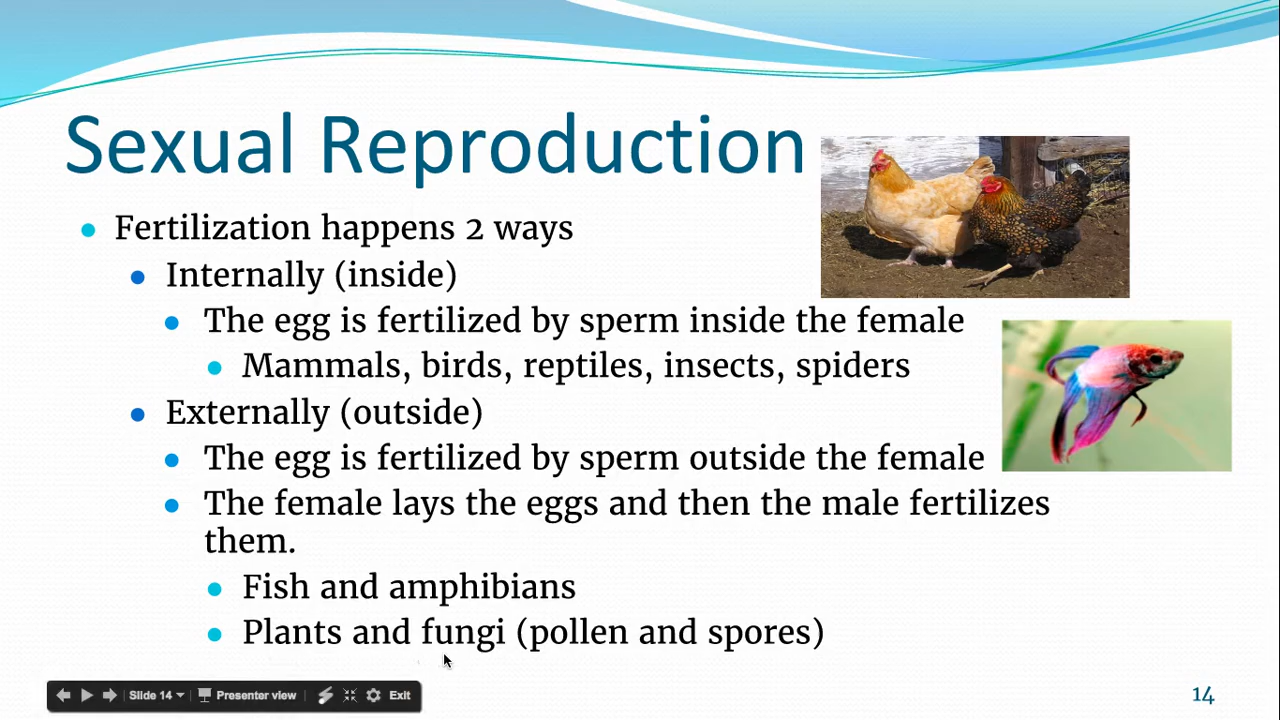 Sexual Reproduction
Fertilization happens 2 ways
Internally (inside)
The egg is fertilized by sperm inside the female
Mammals, birds, reptiles, insects, spiders
Externally (outside)
The egg is fertilized by sperm outside the female
The female lays the eggs and then the male fertilizes
them.
Fish and amphibians
Plants and fungi (pollen and spores)
Slide 14 Presenter view Exit
14